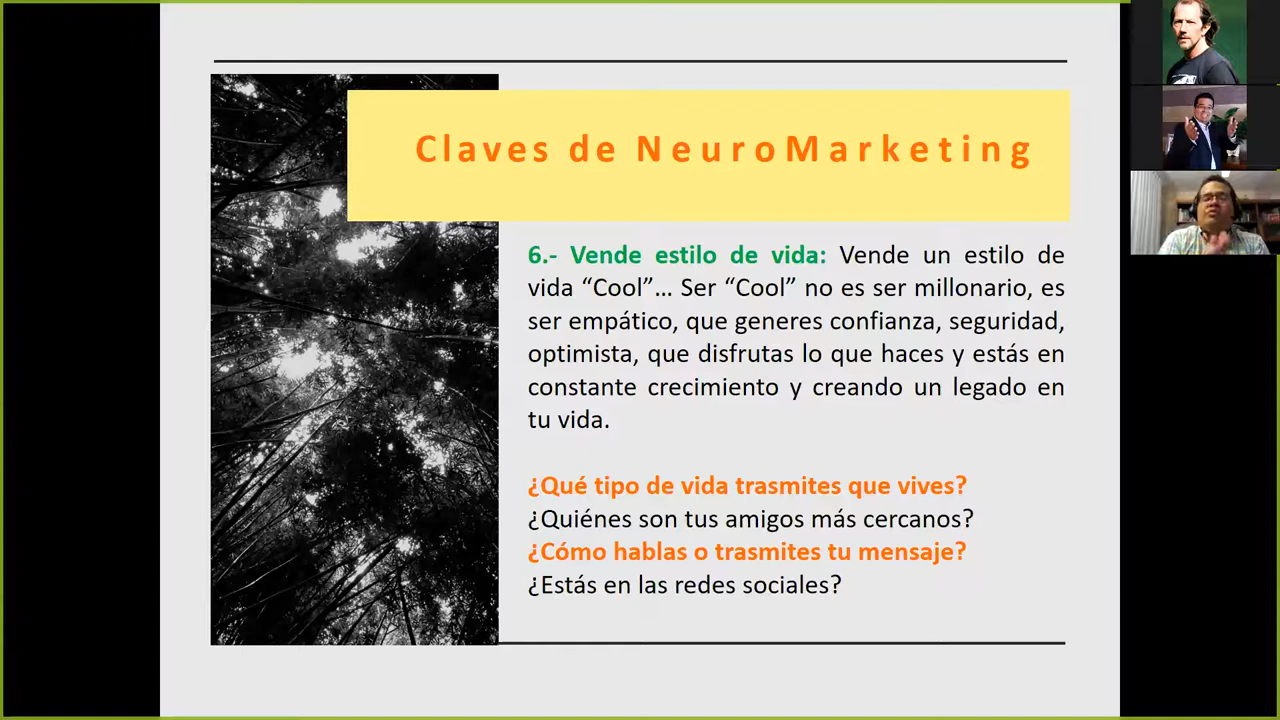 Claves de NeuroMarketing
6.- Vende estilo de vida: Vende un estilo de
vida “Cool”… Ser “Cool” no es ser millonario, es
ser empático, que generes confianza, seguridad,
optimista, que disfrutas lo que haces y estás en
constante crecimiento y creando un legado en
tu vida.
¿Qué tipo de vida trasmites que vives?
¿Quiénes son tus amigos más cercanos?
¿Cómo hablas o trasmites tu mensaje?
¿Estás en las redes sociales?